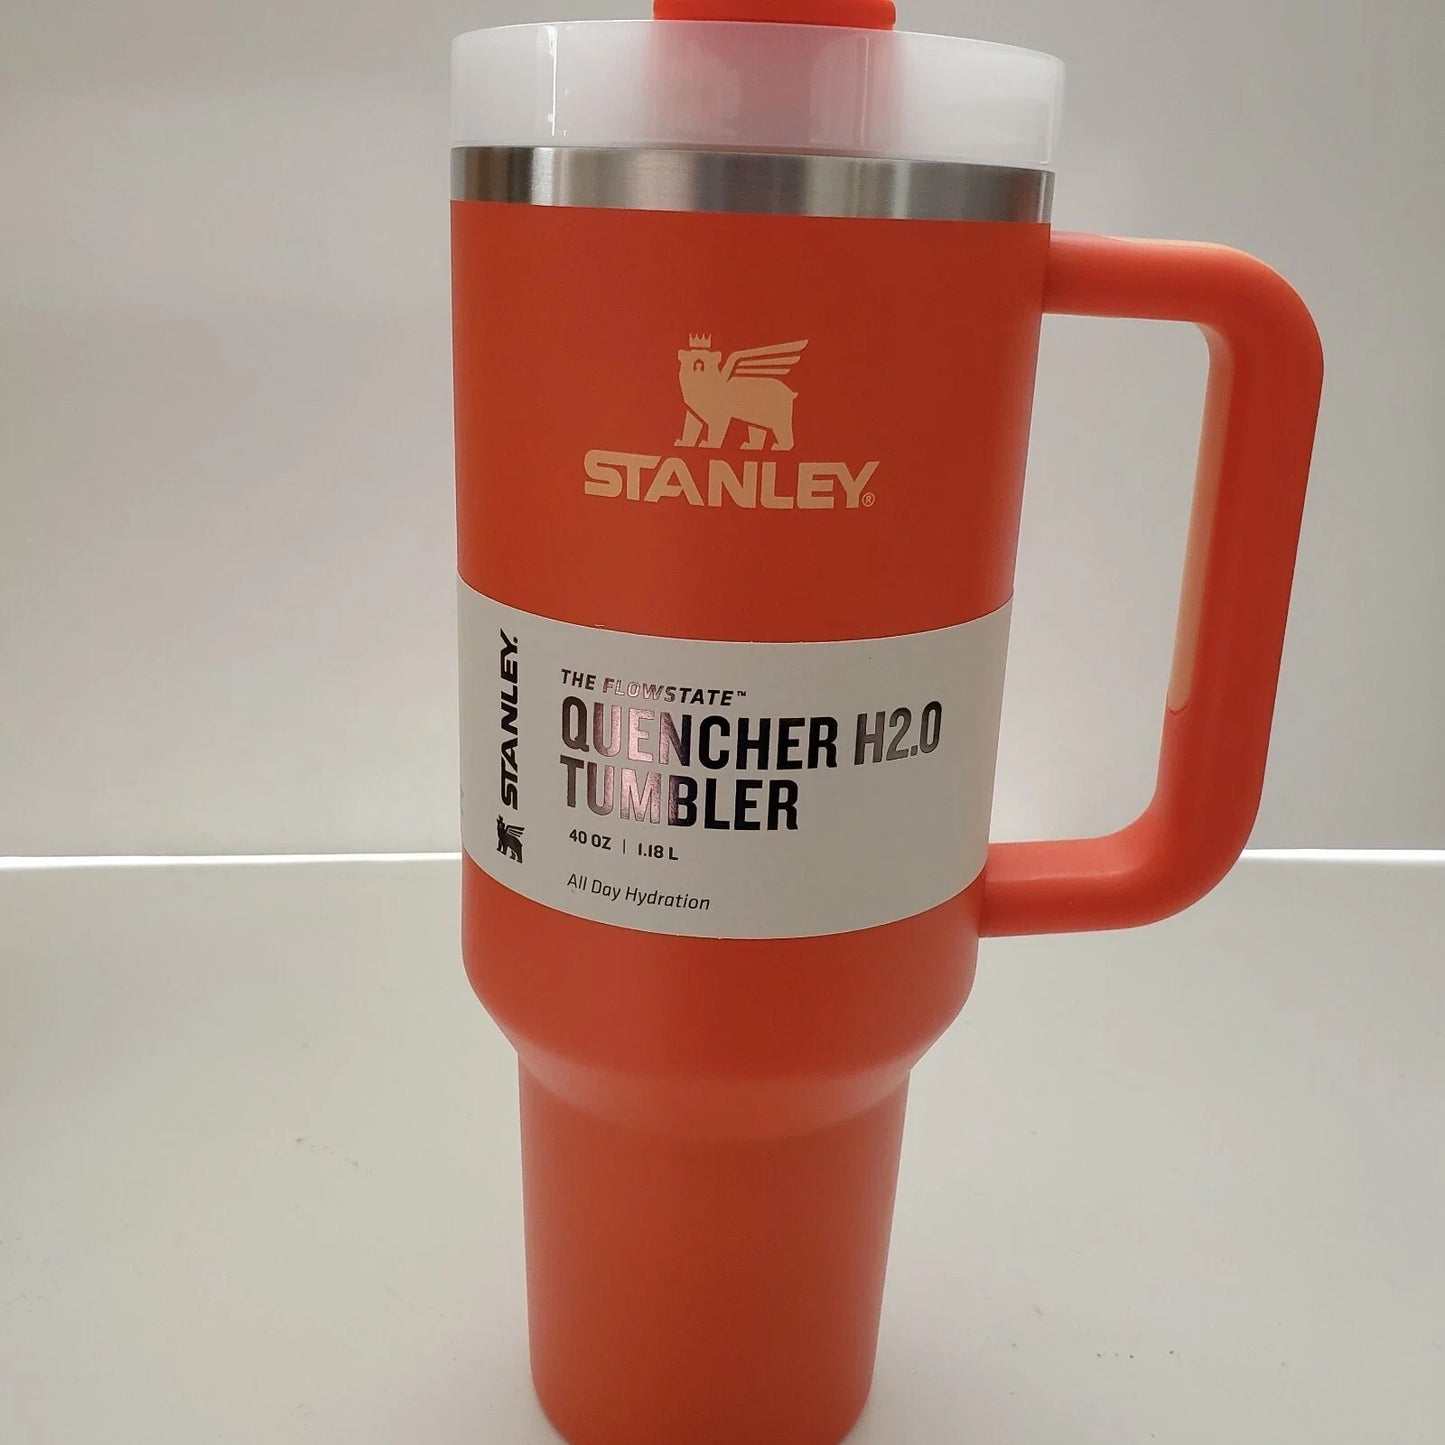 STANLEY®
STANLEY®
THE FLOWSTATE™
QUENCHER H2.0
TUMBLER
40 OZ | 1.18 L
All Day Hydration